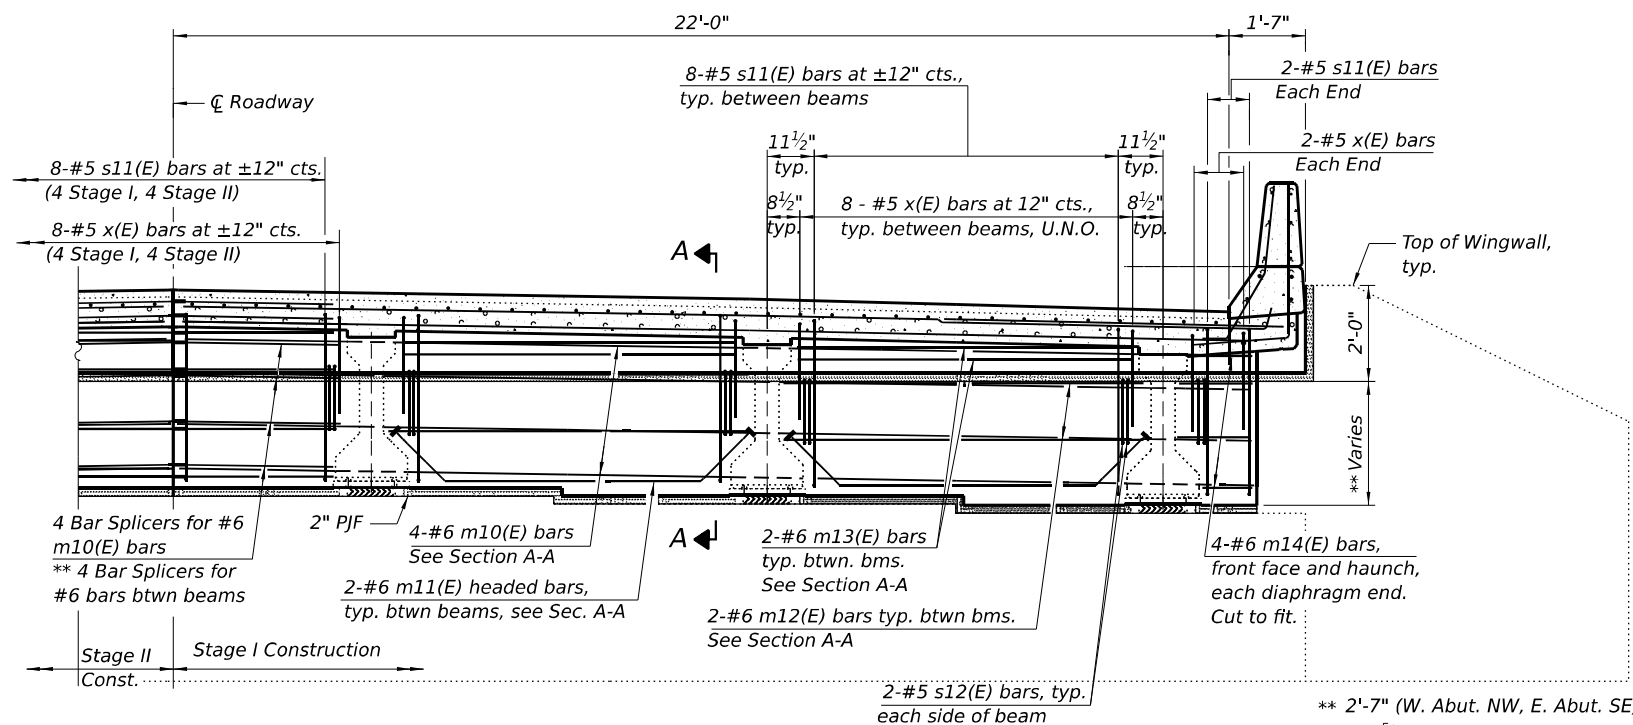 22'-0"
1'-7"
8-#5 s11(E) bars at ±12" cts.,
typ. between beams
2-#5 s11(E) bars
Each End
℄ Roadway
11½"
typ.
11½"
typ.
2-#5 x(E) bars
Each End
8-#5 s11(E) bars at ±12" cts.
(4 Stage I, 4 Stage II)
8½"
typ.
8 - #5 x(E) bars at 12" cts.,
typ. between beams, U.N.O.
8½"
typ.
8-#5 x(E) bars at ±12" cts.
(4 Stage I, 4 Stage II)
A
Top of Wingwall,
typ.
2'-0"
** Varies
4 Bar Splicers for #6
m10(E) bars
** 4 Bar Splicers for
#6 bars btwn beams
2" PJF
4-#6 m10(E) bars
See Section A-A
A
2-#6 m13(E) bars
typ. btwn. bms.
See Section A-A
4-#6 m14(E) bars,
front face and haunch,
each diaphragm end.
Cut to fit.
2-#6 m11(E) headed bars,
typ. btwn beams, see Sec. A-A
2-#6 m12(E) bars typ. btwn bms.
See Section A-A
Stage II
Const.
Stage I Construction
2-#5 s12(E) bars, typ.
each side of beam
** 2'-7" (W. Abut. NW, E. Abut. SE,